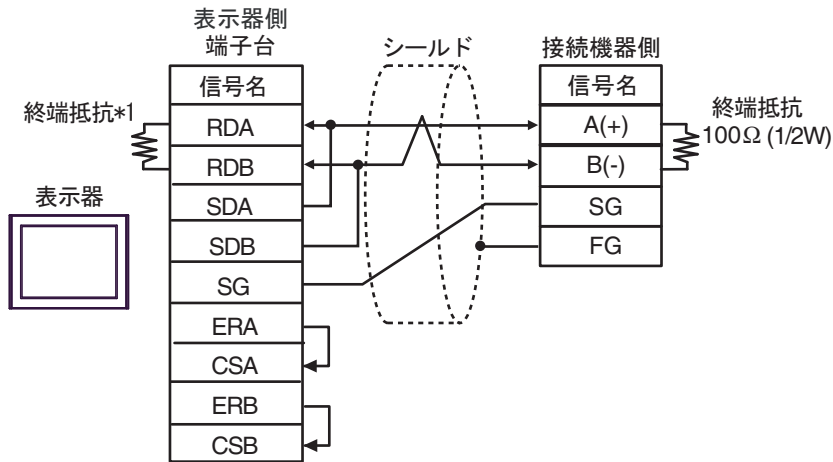 表示器側
端子台
シールド
接続機器側
信号名
信号名
終端抵抗*1
RDA
A(+)
終端抵抗
100Ω (1/2W)
RDB
B(-)
表示器
SDA
SG
SDB
FG
SG
ERA
CSA
ERB
CSB